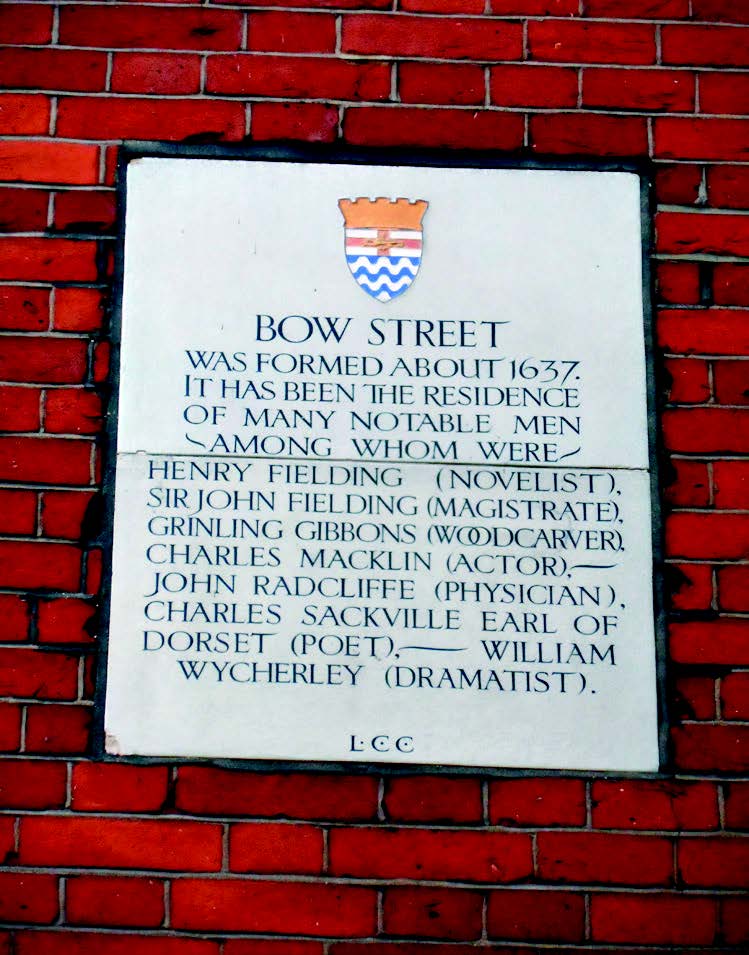 BOW STREET
WAS FORMED ABOUT 1637.
IT HAS BEEN THE RESIDENCE
OF MANY NOTABLE MEN
AMONG WHOM WERE
HENRY FIELDING (NOVELIST),
SIR JOHN FIELDING (MAGISTRATE),
GRINLING GIBBONS (WOODCARVER),
CHARLES MACKLIN (ACTOR),—
JOHN RADCLIFFE (PHYSICIAN),
CHARLES SACKVILLE EARL OF
DORSET (POET),— WILLIAM
WYCHERLEY (DRAMATIST).
L·C·C